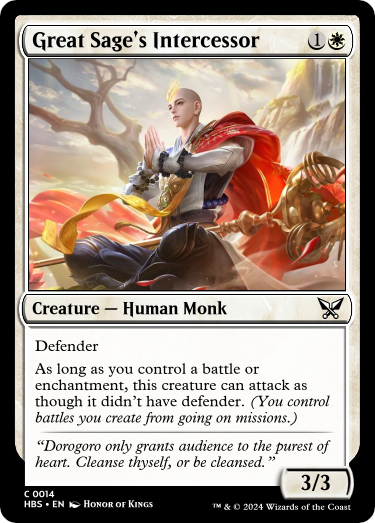 Great Sage's Intercessor 1
Creature — Human Monk
Defender
As long as you control a battle or
enchantment, this creature can attack as
though it didn't have defender. (You control
battles you create from going on missions.)
“Dorogoro only grants audience to the purest of
heart. Cleanse thyself, or be cleansed.”
3/3
C 0014
HBS • EN Honor of Kings
™ & © 2024 Wizards of the Coast